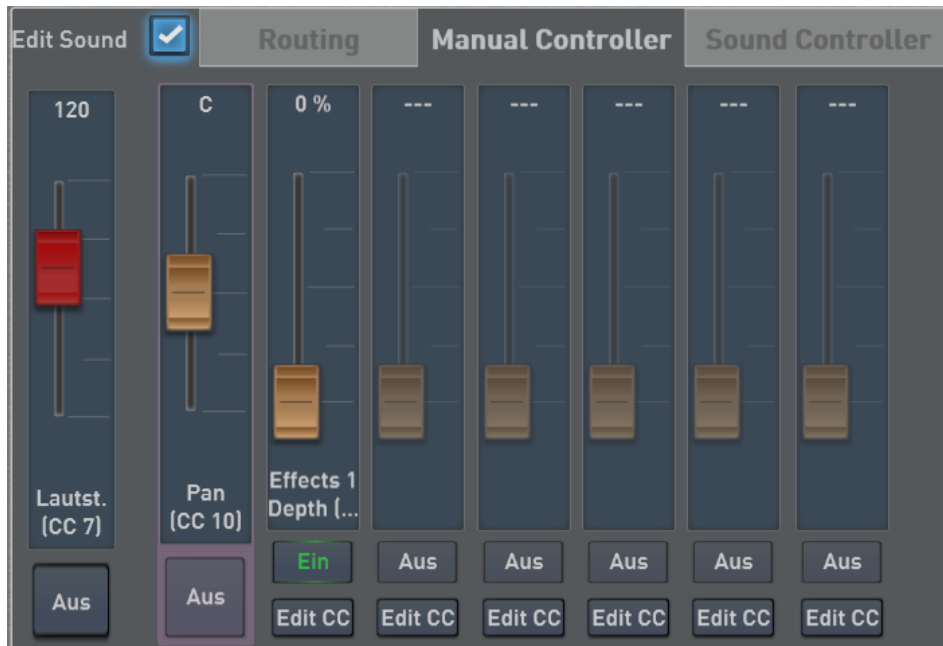 Edit Sound Routing Manual Controller Sound Controller
120 C 0 % --- --- --- --- ---
Effects 1
Lautst. Pan Depth (...
(CC 7) (CC 10)
Ein Aus Aus Aus Aus Aus
Aus Aus
Edit CC Edit CC Edit CC Edit CC Edit CC Edit CC